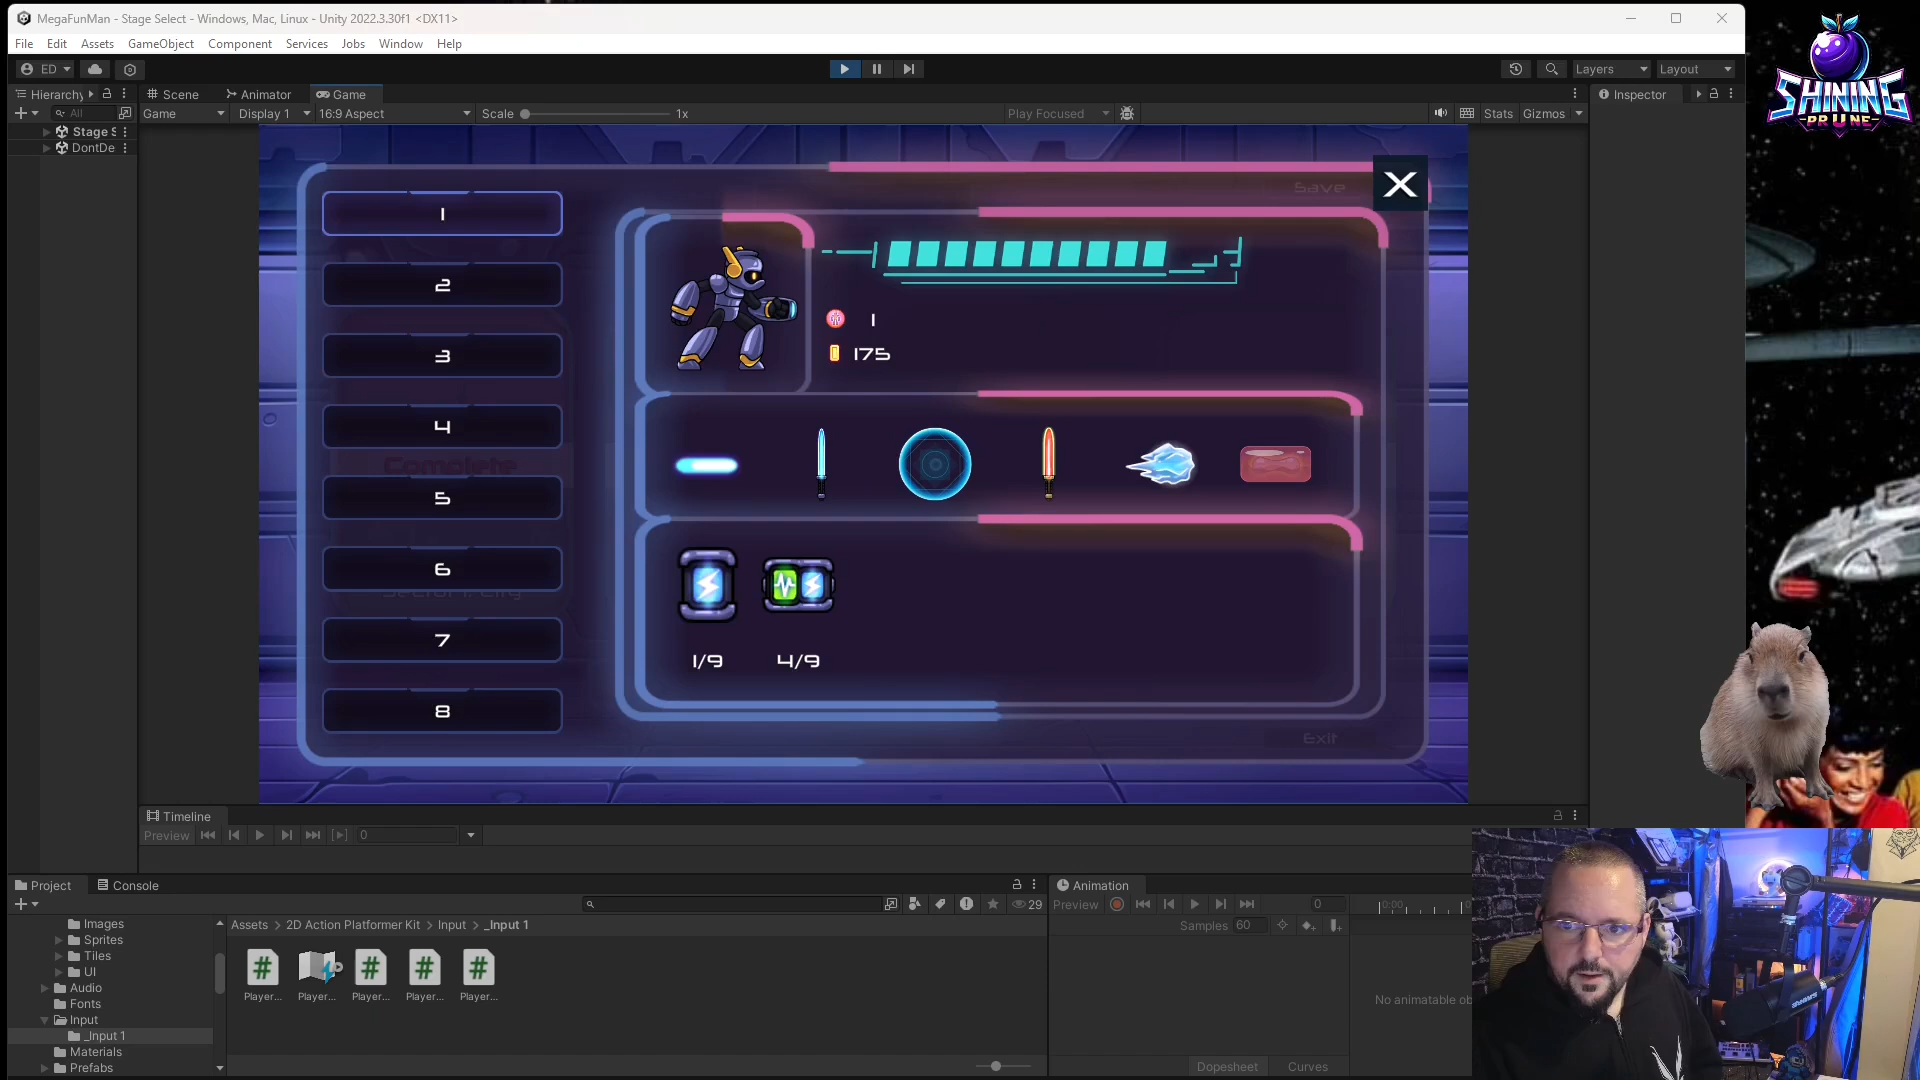 MegaFunMan - Stage Select - Windows, Mac, Linux - Unity 2022.3.30f1 <DX11>
File Edit Assets GameObject Component Services Jobs Window Help
ED Layers Layout
Hierarchy Scene Animator Game Inspector
All Game Display 1 16:9 Aspect Scale 1x Play Focused Stats Gizmos
Stage S
DontDe
SHINING
PRUNE
Save
1
2
3
4
Complete
5
6
7
8
1
175
1/9 4/9
Exit
Timeline
Preview 0
Project Console
29
Images
Sprites
Tiles
UI
Audio
Fonts
Input
_Input 1
Materials
Prefabs
Assets > 2D Action Platformer Kit > Input > _Input 1
Player... Player... Player... Player... Player...
Animation
Preview 0 0:00
Samples 60
No animatable ob
Dopesheet Curves
SHURE